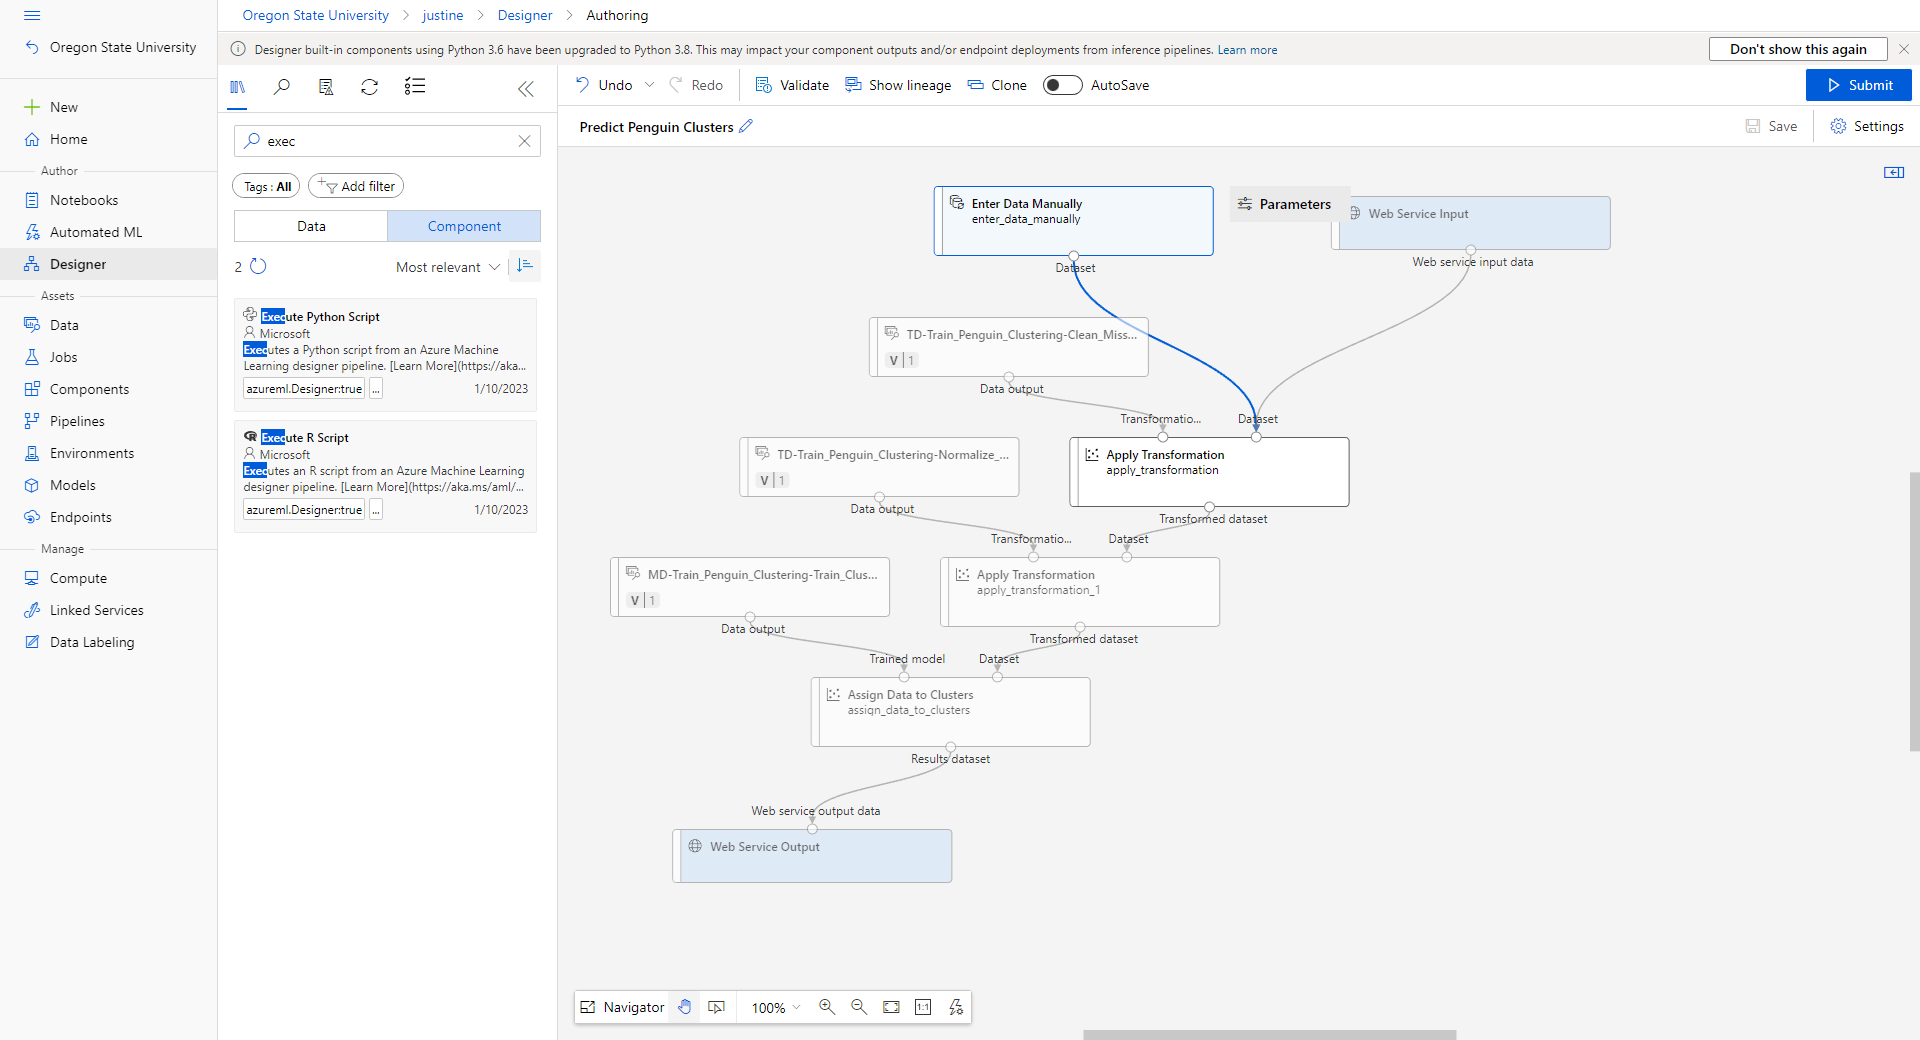 Oregon State University
justine
Designer
Authoring
Oregon State University
Designer built-in components using Python 3.6 have been upgraded to Python 3.8. This may impact your component outputs and/or endpoint deployments from inference pipelines. Learn more
Don't show this again
New
Home
Author
Notebooks
Automated ML
Designer
Assets
Data
Jobs
Components
Pipelines
Environments
Models
Endpoints
Manage
Compute
Linked Services
Data Labeling
exec
Tags : All
Add filter
Data
Component
2
Most relevant
Execute Python Script
Microsoft
Executes a Python script from an Azure Machine
Learning designer pipeline. [Learn More](https://aka...
azureml.Designer:true
...
1/10/2023
Execute R Script
Microsoft
Executes an R script from an Azure Machine Learning
designer pipeline. [Learn More](https://aka.ms/aml/...
azureml.Designer:true
...
1/10/2023
Undo
Redo
Validate
Show lineage
Clone
AutoSave
Submit
Predict Penguin Clusters
Save
Settings
Enter Data Manually
enter_data_manually
Dataset
Parameters
Web Service Input
Web service input data
TD-Train_Penguin_Clustering-Clean_Miss...
V 1
Data output
Transformatio...
Dataset
TD-Train_Penguin_Clustering-Normalize_...
V 1
Data output
Apply Transformation
apply_transformation
Transformed dataset
Transformatio...
Dataset
MD-Train_Penguin_Clustering-Train_Clus...
V 1
Data output
Apply Transformation
apply_transformation_1
Transformed dataset
Trained model
Dataset
Assign Data to Clusters
assign_data_to_clusters
Results dataset
Web service output data
Web Service Output
Navigator
100%
1:1